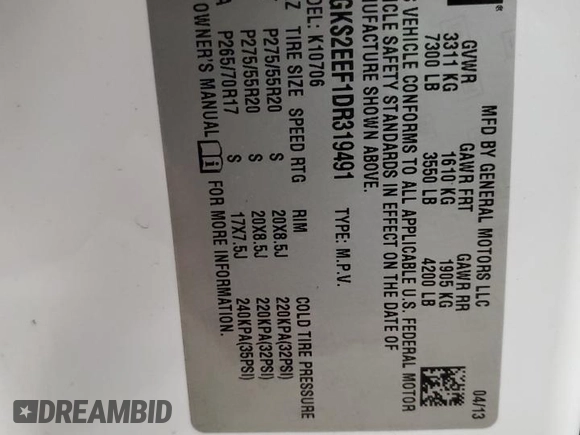 MFD BY GENERAL MOTORS LLC
04/13
GVWR GAWR FRT GAWR RR
3311 KG 1610 KG 1905 KG
7300 LB 3550 LB 4200 LB
VEHICLE CONFORMS TO ALL APPLICABLE U.S. FEDERAL MOTOR
VEHICLE SAFETY STANDARDS IN EFFECT ON THE DATE OF
MANUFACTURE SHOWN ABOVE.
GKS2EEF1DR319491 TYPE: M.P.V.
MODEL: K10706
TIRE SIZE SPEED RTG RIM COLD TIRE PRESSURE
P275/55R20 S 20X8.5J 220KPA(32PSI)
P275/55R20 S 20X8.5J 220KPA(32PSI)
P265/70R17 S 17X7.5J 240KPA(35PSI)
OWNER'S MANUAL i FOR MORE INFORMATION.
DREAMBID